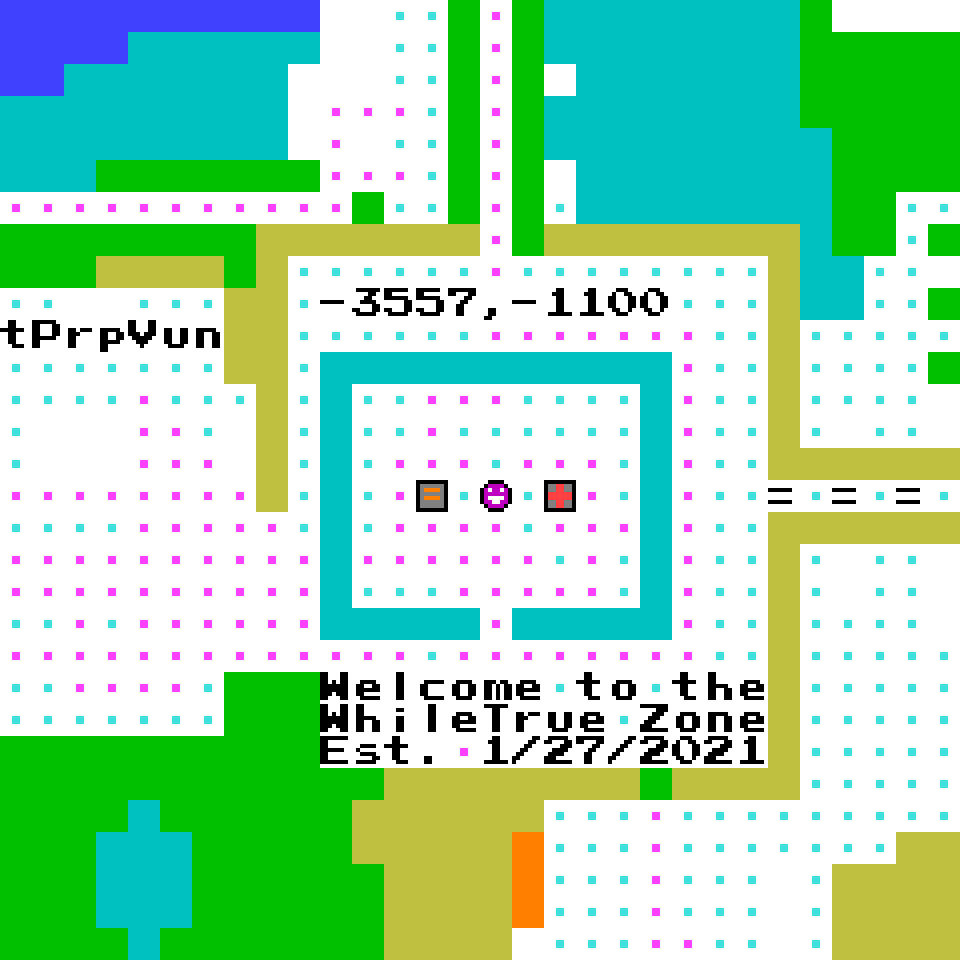 -3557,-1100
tPrpVun
= = =
Welcome to the
WhileTrue Zone
Est. 1/27/2021